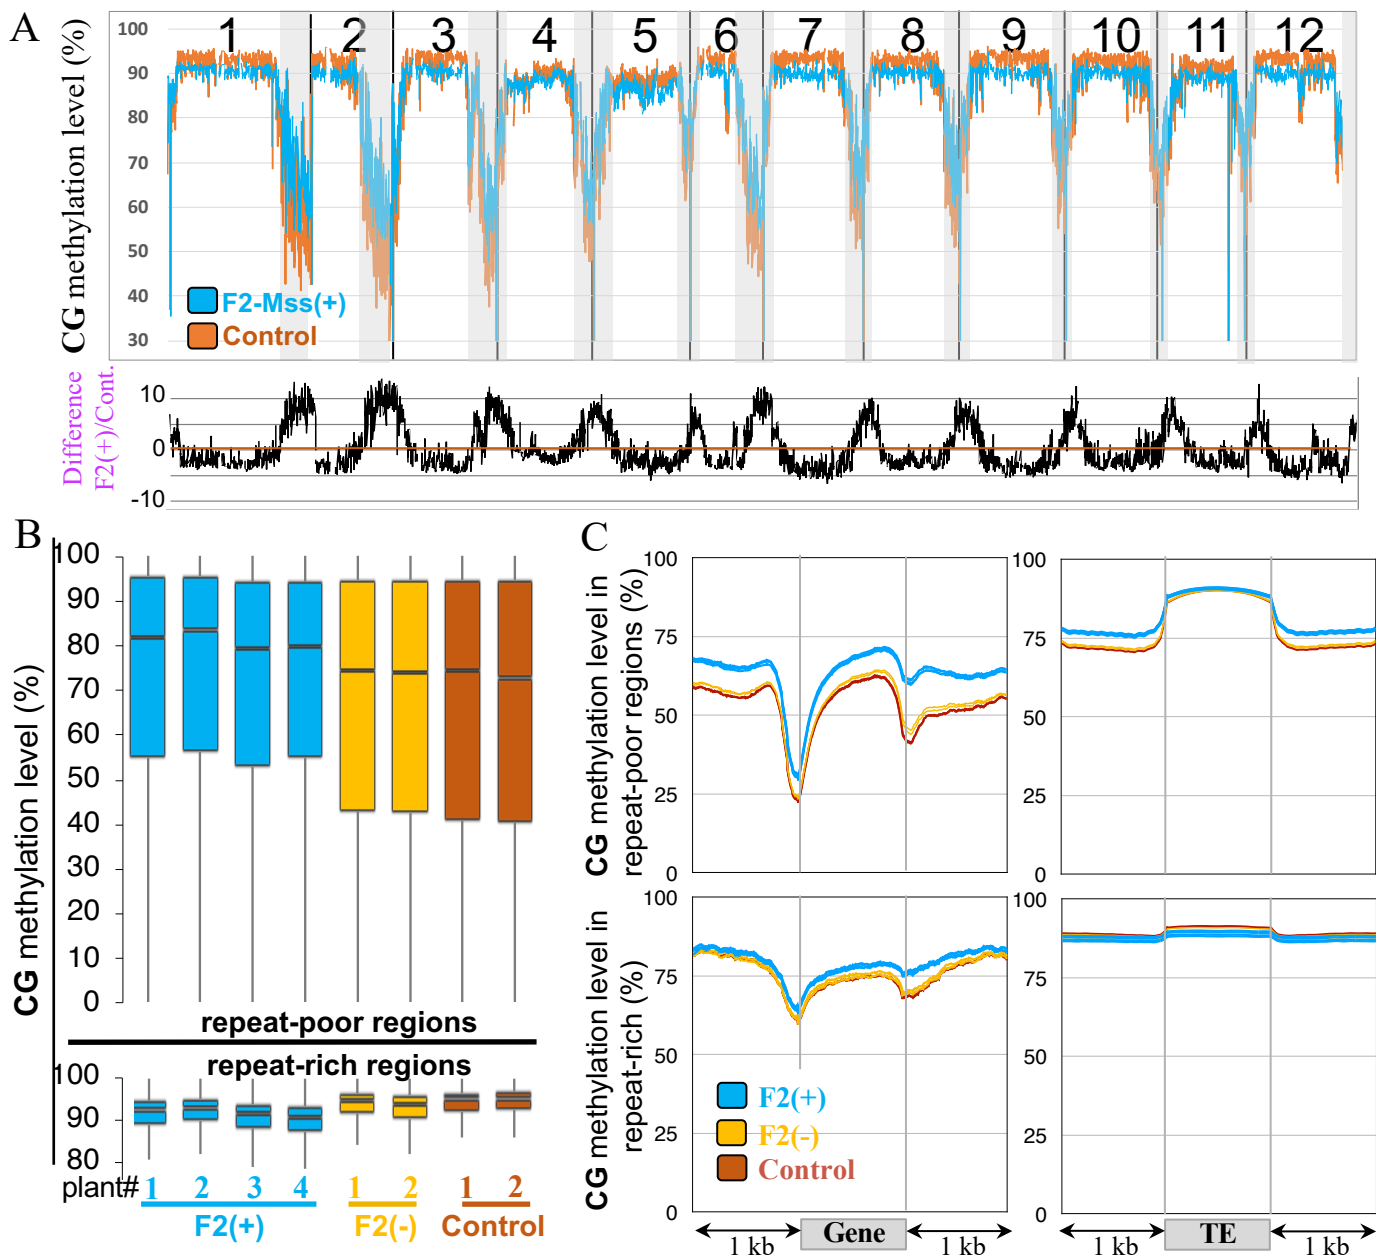 A
CG methylation level (%)
100
90
80
70
60
50
40
30
1 2 3 4 5 6 7 8 9 10 11 12
F2-Mss(+)
Control
Difference
F2(+)/Cont.
10
0
-10
B
CG methylation level (%)
100
90
80
70
60
50
40
30
20
10
0
repeat-poor regions
repeat-rich regions
100
90
80
plant# 1 2 3 4 1 2 1 2
F2(+) F2(-) Control
C
CG methylation level in
repeat-poor regions (%)
100
75
50
25
0
100
75
50
25
0
CG methylation level in
repeat-rich (%)
100
75
50
25
0
100
75
50
25
0
F2(+)
F2(-)
Control
1 kb Gene 1 kb
1 kb TE 1 kb